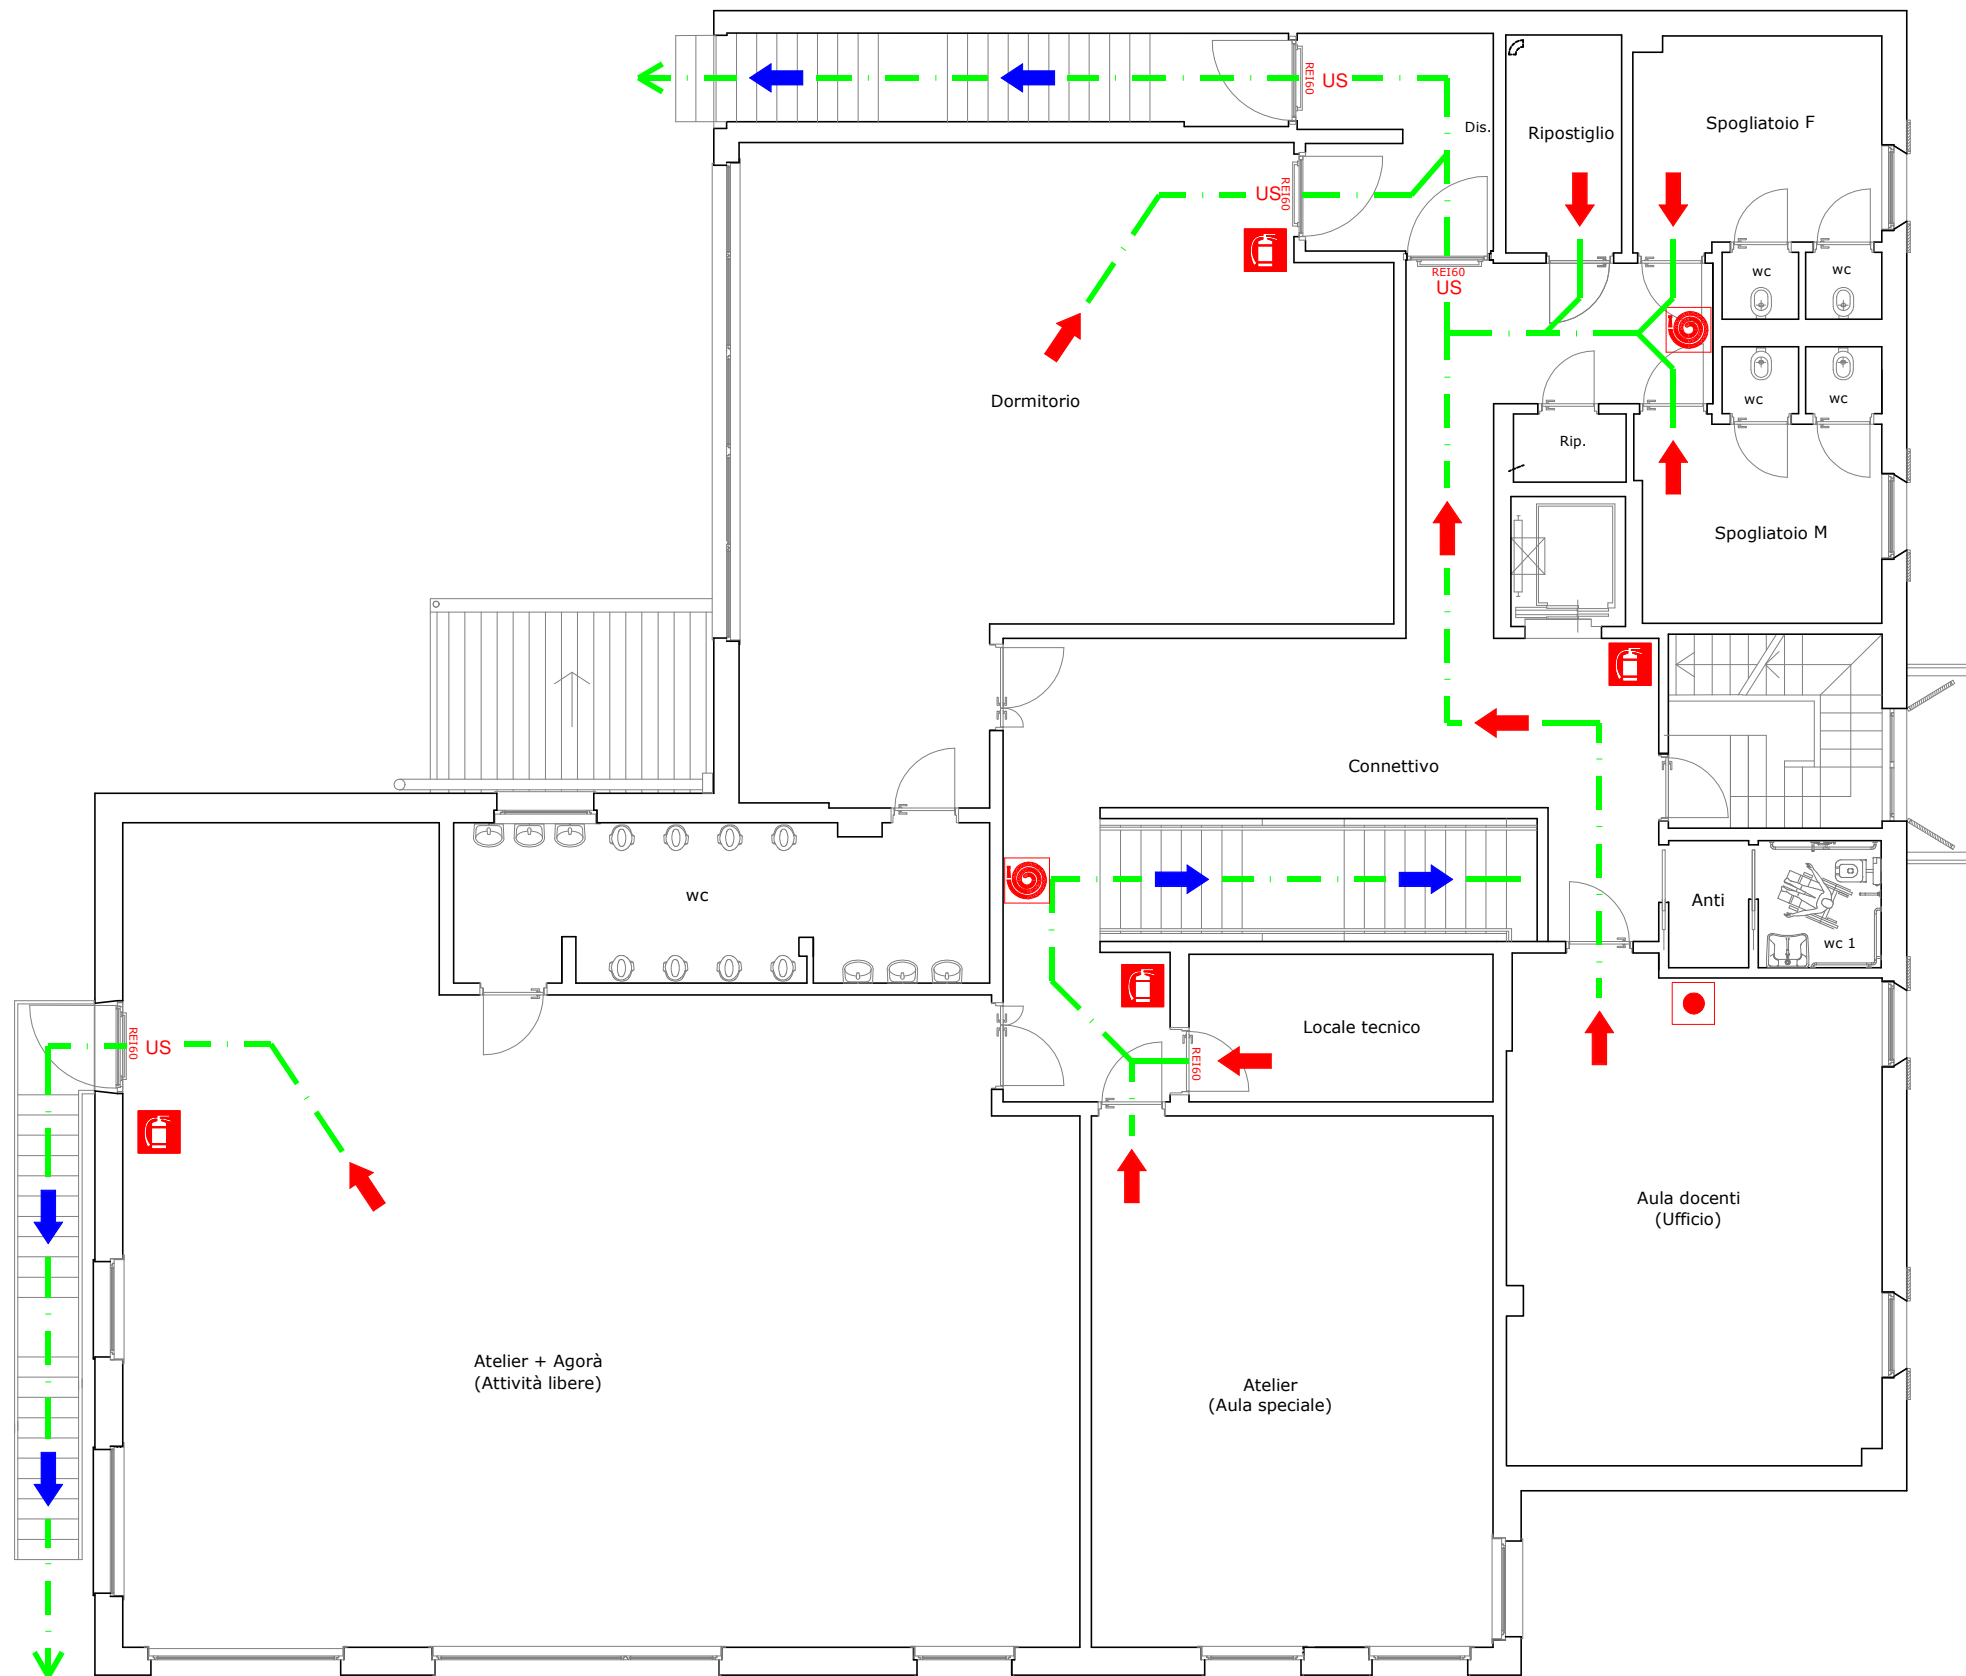 REI60
US
Dis.
Ripostiglio
Spogliatoio F
US
REI60
REI60
US
wc
wc
wc
wc
Dormitorio
Rip.
Spogliatoio M
Connettivo
wc
Anti
wc 1
REI60
US
Locale tecnico
REI60
Aula docenti
(Ufficio)
Atelier + Agorà
(Attività libere)
Atelier
(Aula speciale)